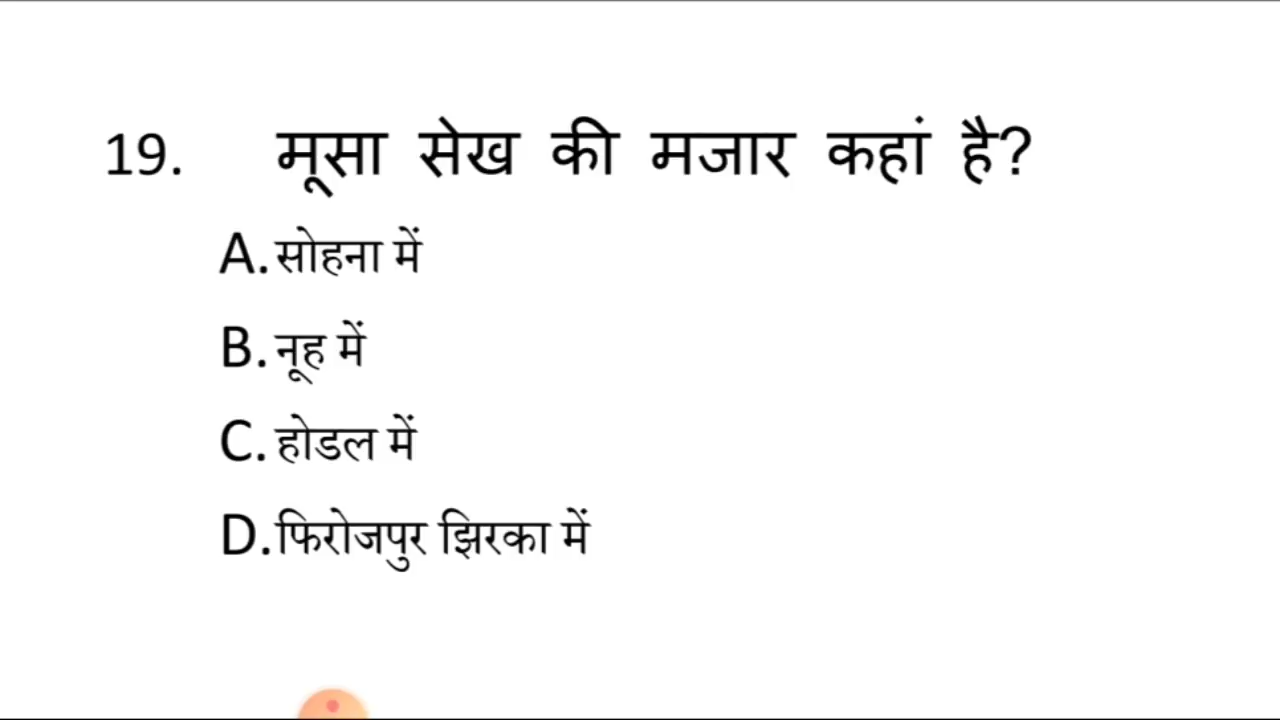 19. मूसा सेख की मजार कहां है?
A. सोहना में
B. नूह में
C. होडल में
D. फिरोजपुर झिरका में